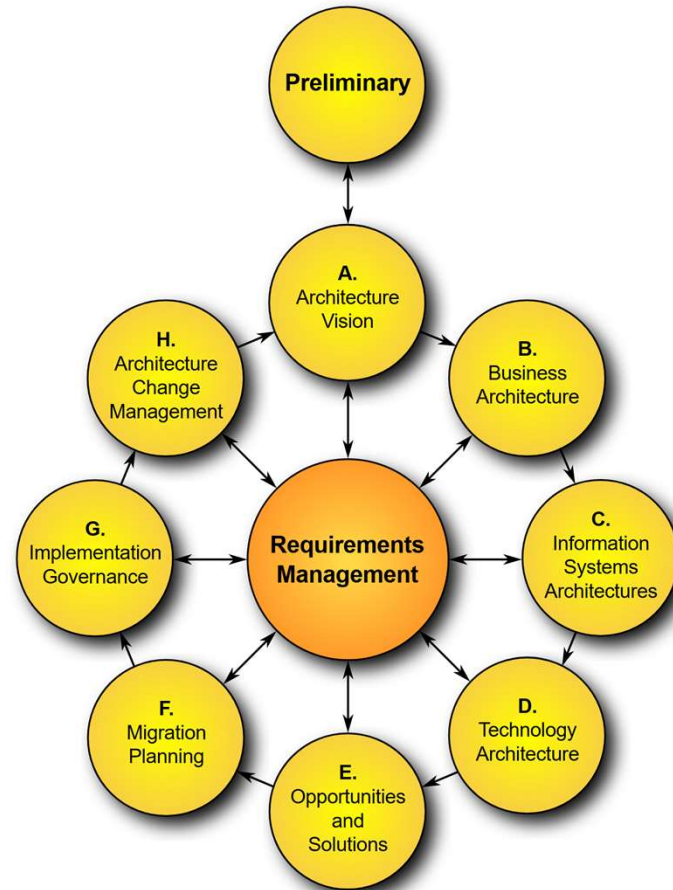 Preliminary
A.
Architecture
Vision
B.
Business
Architecture
C.
Information
Systems
Architectures
D.
Technology
Architecture
E.
Opportunities
and
Solutions
F.
Migration
Planning
G.
Implementation
Governance
H.
Architecture
Change
Management
Requirements
Management